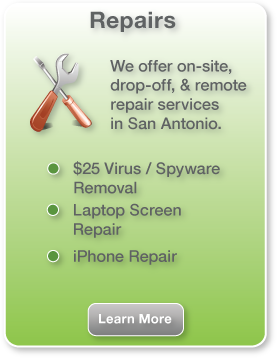 Repairs
We offer on-site,
drop-off, & remote
repair services
in San Antonio.
$25 Virus / Spyware
Removal
Laptop Screen
Repair
iPhone Repair
Learn More